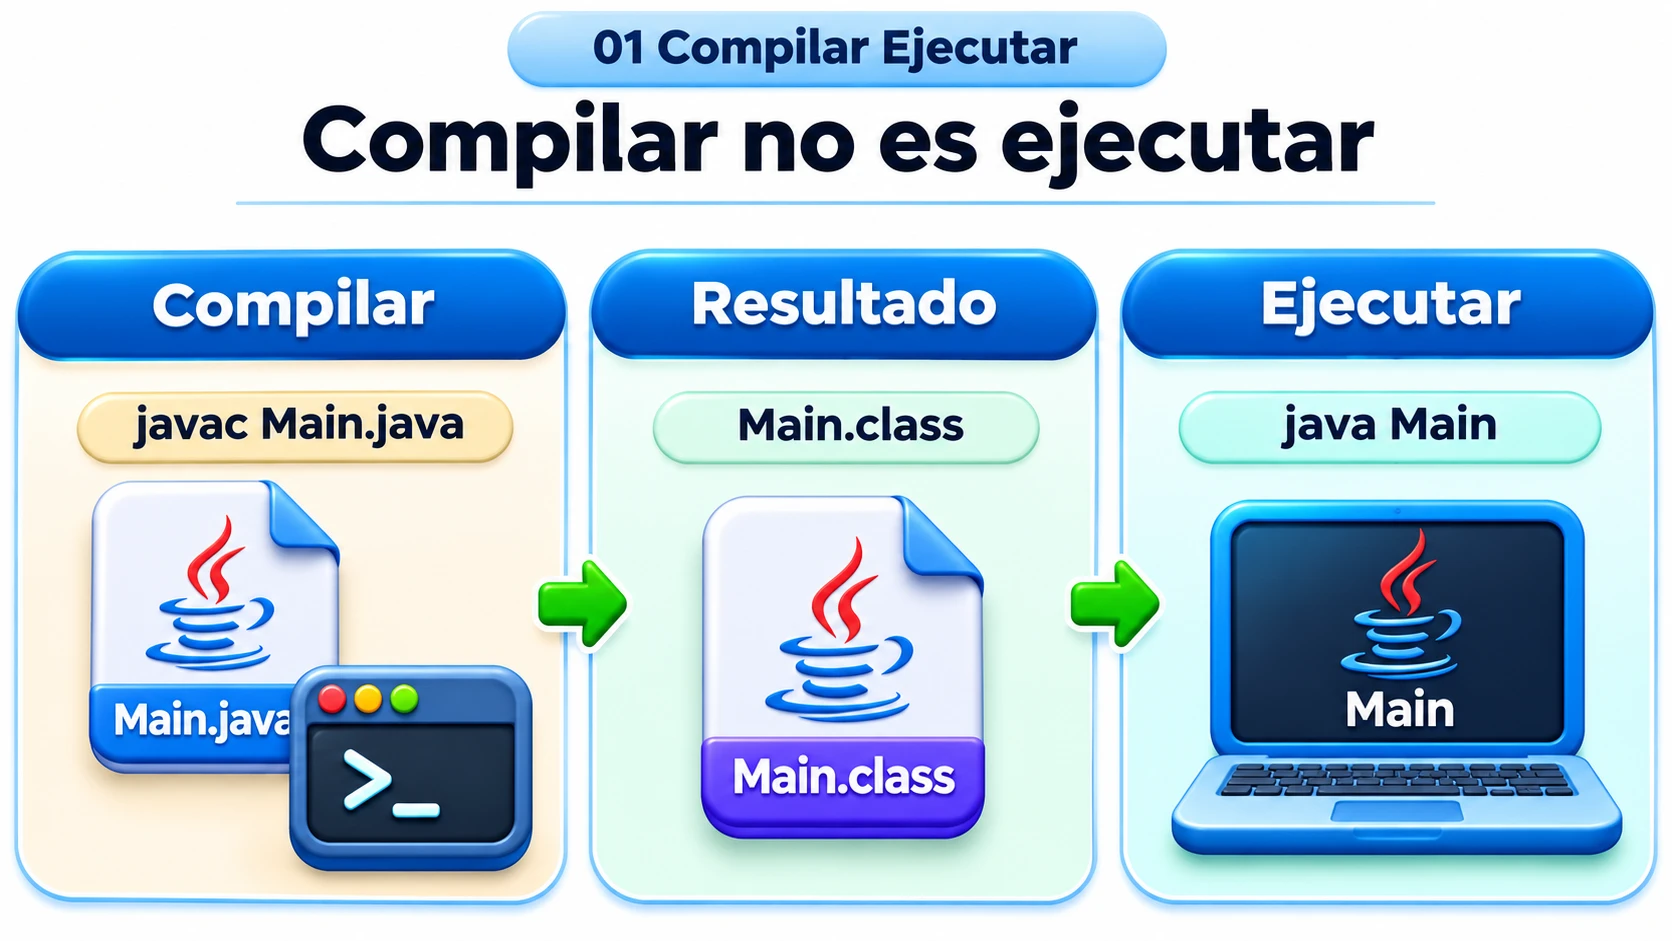 01 Compilar Ejecutar
Compilar no es ejecutar
Compilar
javac Main.java
Main.java
>_
Resultado
Main.class
Main.class
Ejecutar
java Main
Main